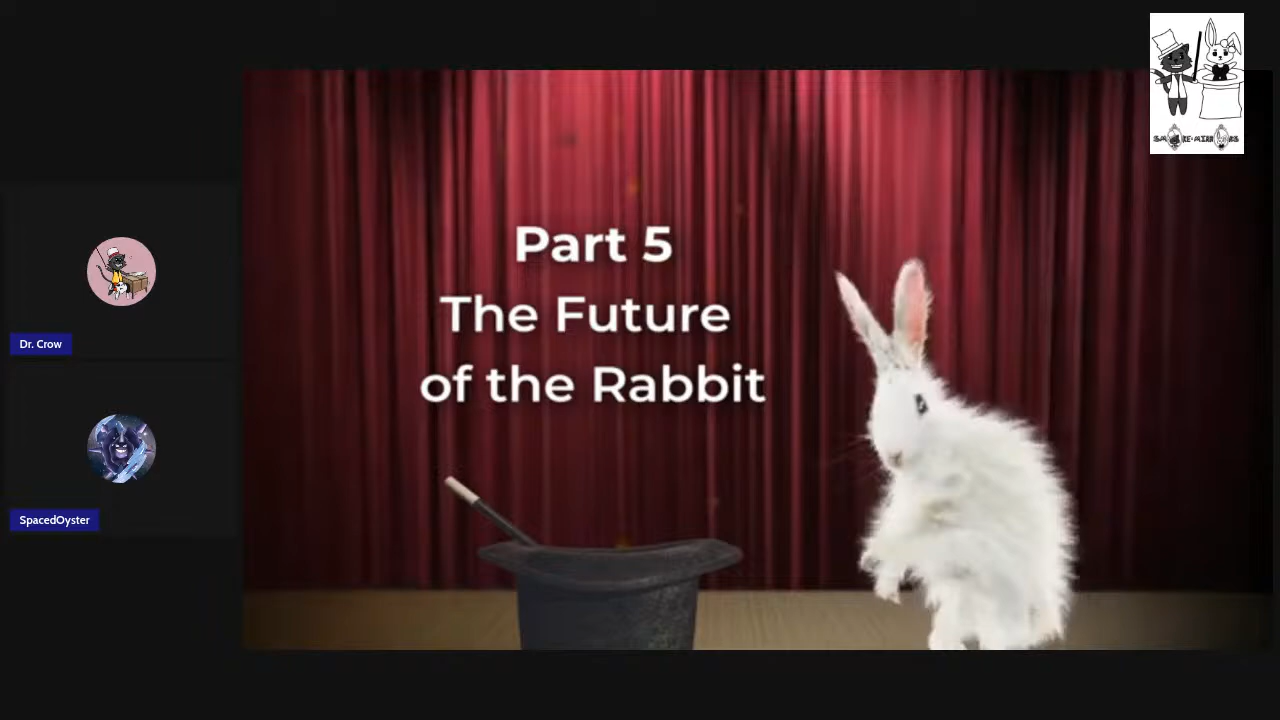 Part 5
The Future
of the Rabbit
Dr. Crow
SpacedOyster